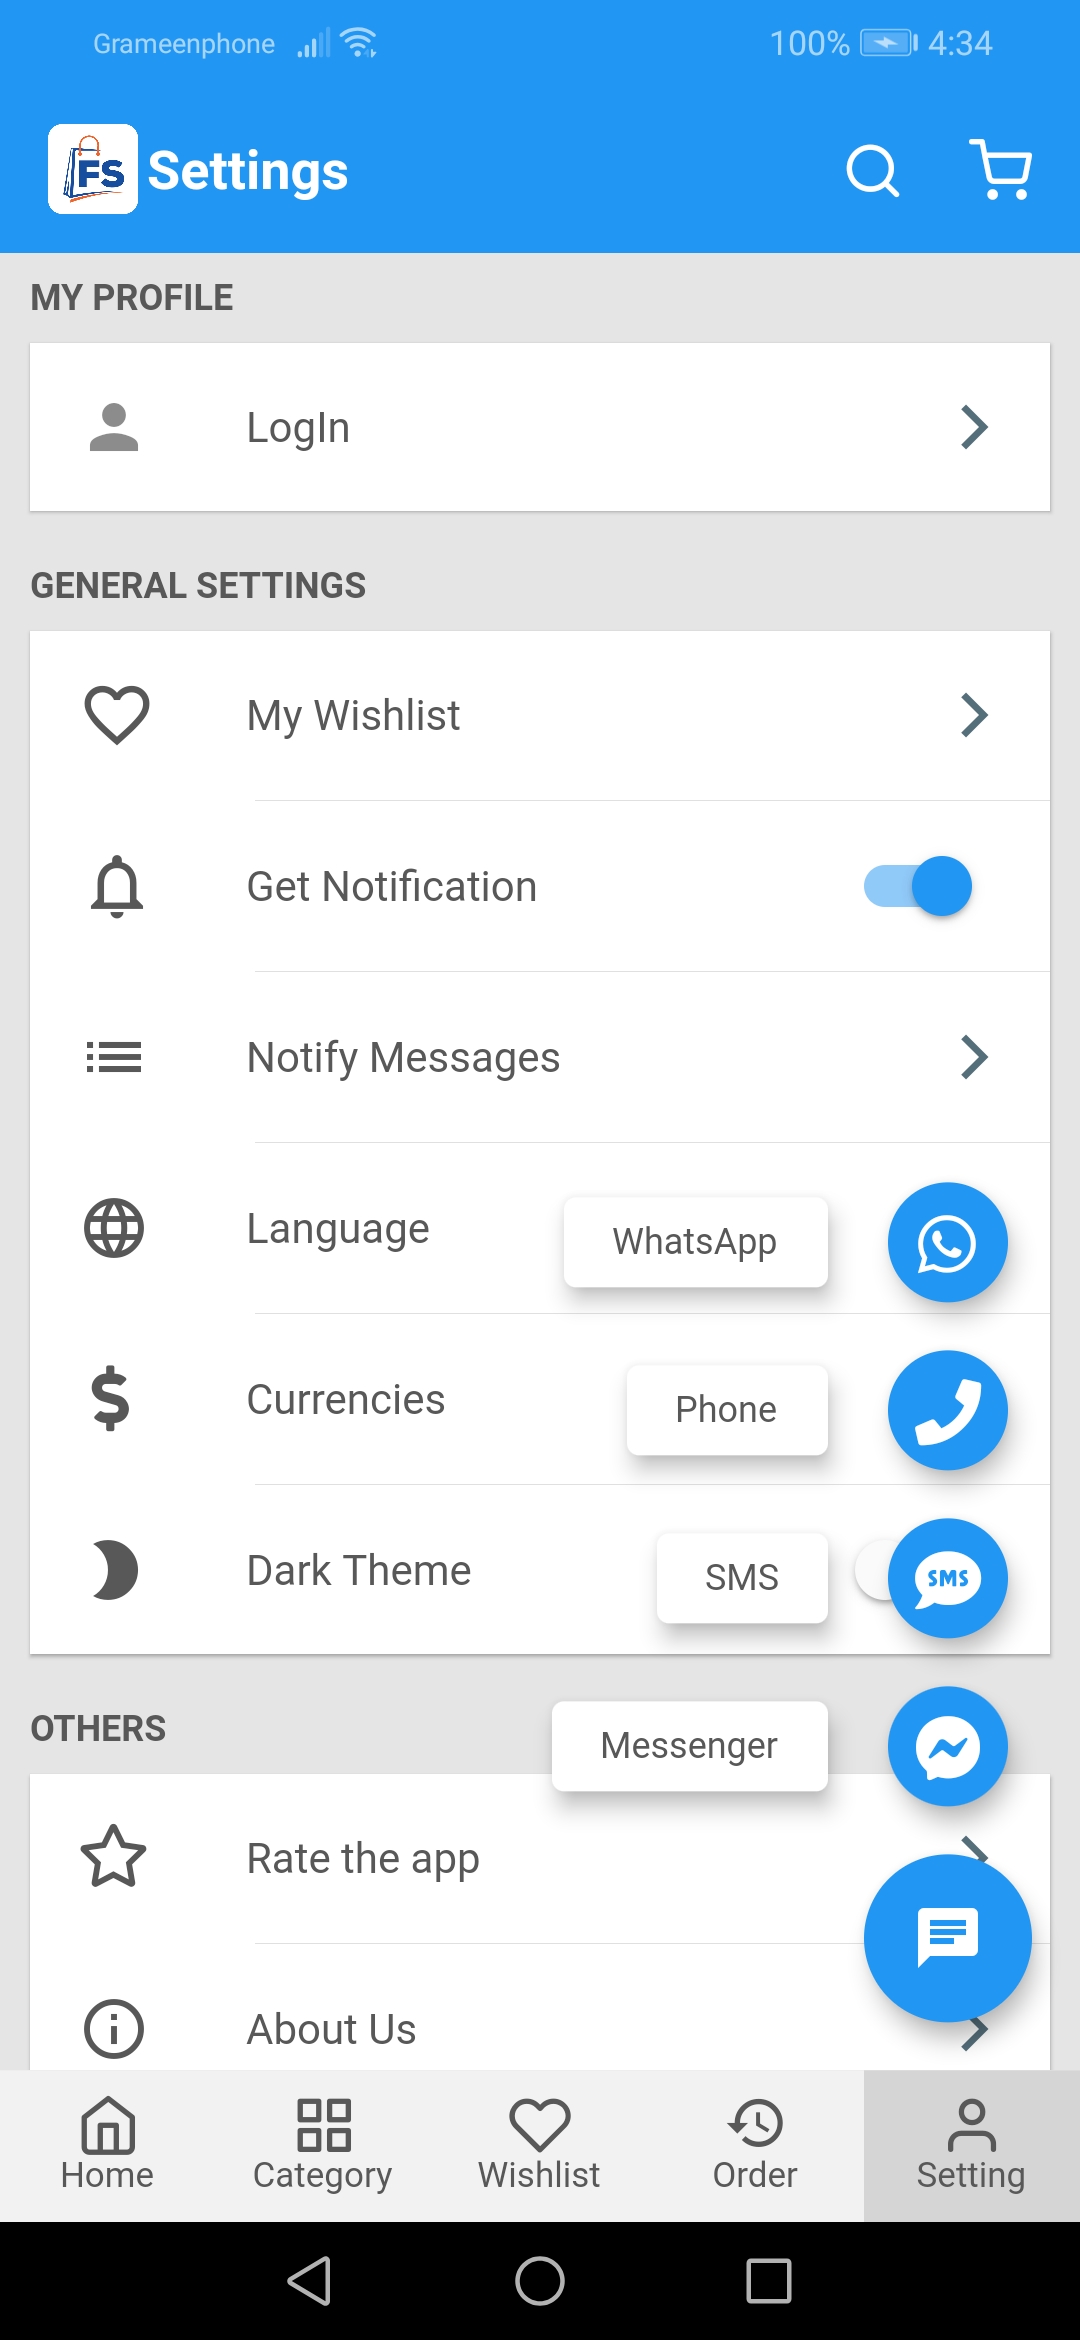 Grameenphone 100% 4:34
FS Settings
MY PROFILE
LogIn
GENERAL SETTINGS
My Wishlist
Get Notification
Notify Messages
Language
WhatsApp
Currencies
Phone
Dark Theme
SMS
SMS
OTHERS
Messenger
Rate the app
About Us
Home Category Wishlist Order Setting